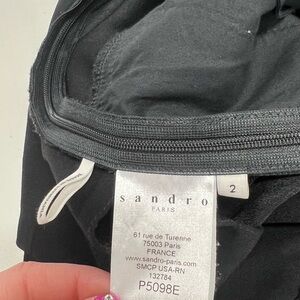 sandro
PARIS
2
61 rue de Turenne
75003 Paris
FRANCE
www.sandro-paris.com
SMCP USA-RN
132784
P5098E